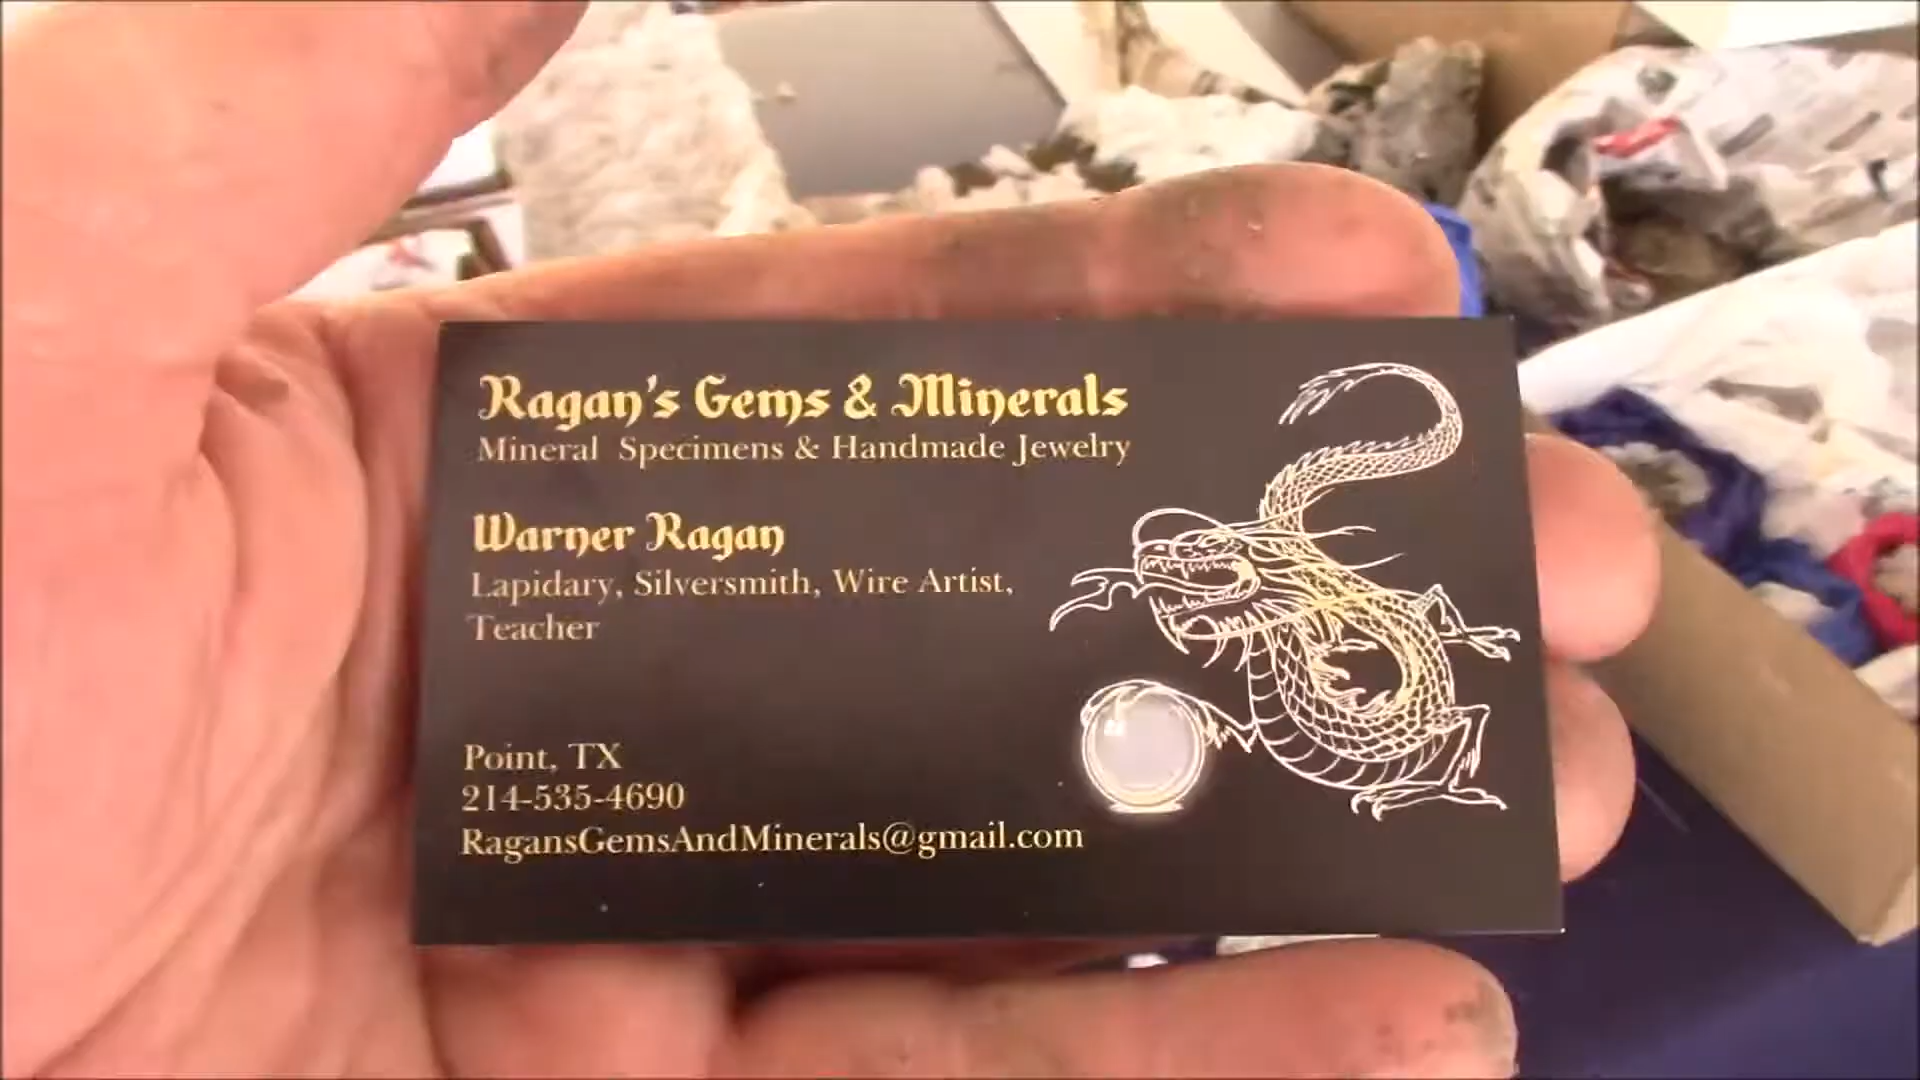 Ragan's Gems & Minerals
Mineral Specimens & Handmade Jewelry
Warner Ragan
Lapidary, Silversmith, Wire Artist,
Teacher
Point, TX
214-535-4690
RagansGemsAndMinerals@gmail.com